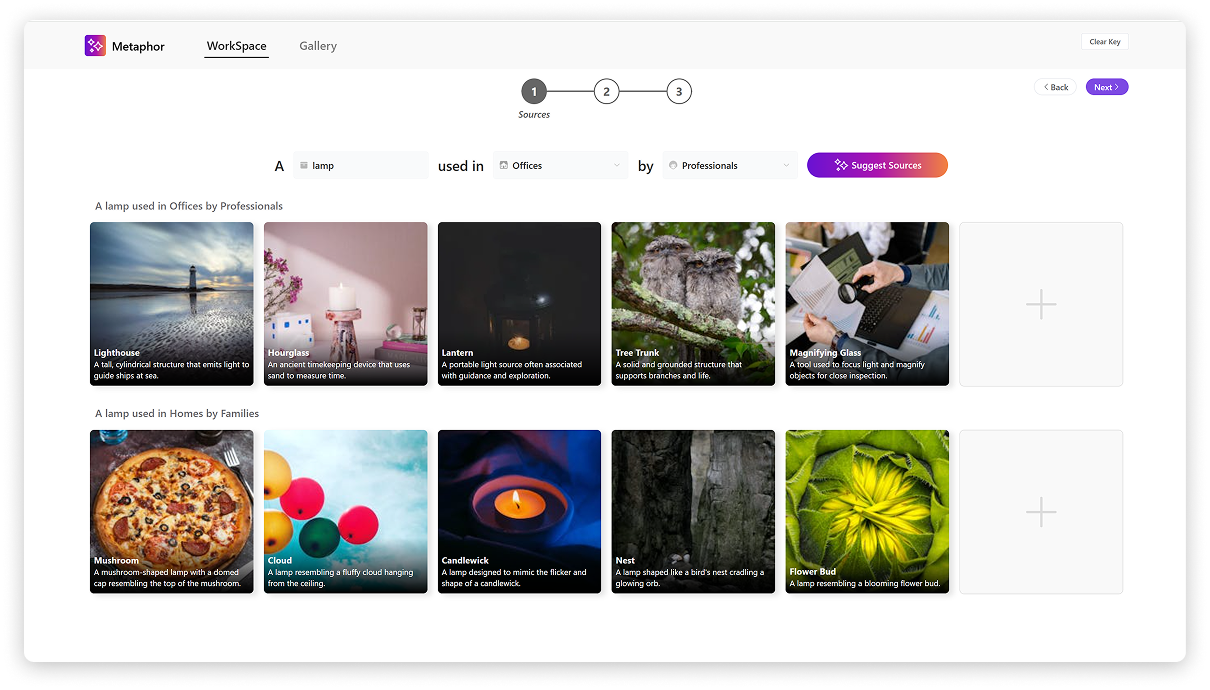 Metaphor
WorkSpace
Gallery
Clear Key
1
2
3
Sources
Back
Next
A
lamp
used in
Offices
by
Professionals
Suggest Sources
A lamp used in Offices by Professionals
Lighthouse
A tall, cylindrical structure that emits light to
guide ships at sea.
Hourglass
An ancient timekeeping device that uses
sand to measure time.
Lantern
A portable light source often associated
with guidance and exploration.
Tree Trunk
A solid and grounded structure that
supports branches and life.
Magnifying Glass
A tool used to focus light and magnify
objects for close inspection.
A lamp used in Homes by Families
Mushroom
A mushroom-shaped lamp with a domed
cap resembling the top of the mushroom.
Cloud
A lamp resembling a fluffy cloud hanging
from the ceiling.
Candlewick
A lamp designed to mimic the flicker and
shape of a candlewick.
Nest
A lamp shaped like a bird's nest cradling a
glowing orb.
Flower Bud
A lamp resembling a blooming flower bud.